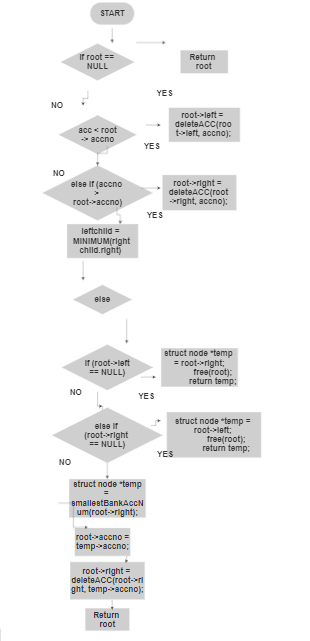 START
if root ==
NULL
Return
root
YES
NO
acc < root
-> accno
root->left =
deleteACC(roo
t->left, accno);
YES
NO
else if (accno
>
root->accno)
root->right =
deleteACC(root
->right, accno);
YES
leftchild =
MINIMUM(right
child.right)
else
if (root->left
== NULL)
struct node *temp
= root->right;
free(root);
return temp;
NO
YES
else if
(root->right
== NULL)
struct node *temp =
root->left;
free(root);
return temp;
YES
NO
struct node *temp
=
smallestBankAccN
um(root->right);
root->accno =
temp->accno;
root->right =
deleteACC(root->ri
ght, temp->accno);
Return
root